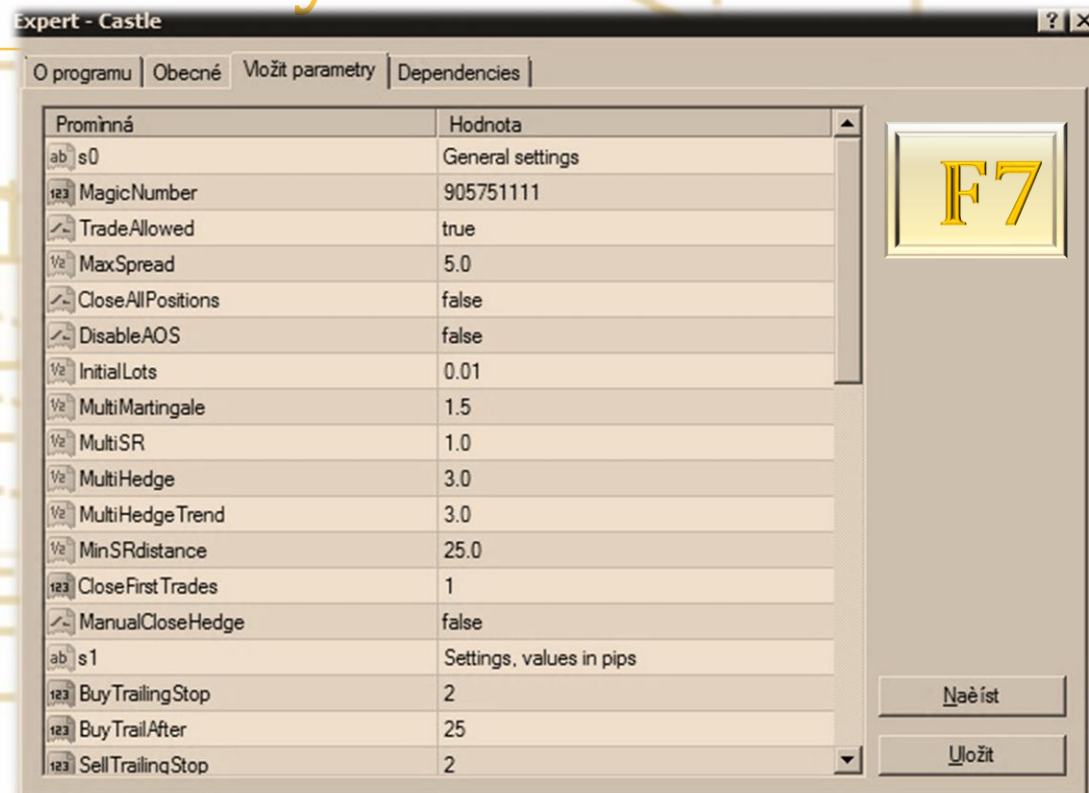 Expert - Castle
O programu Obecné Vložit parametry Dependencies
Promìnná Hodnota
s0 General settings
MagicNumber 905751111
TradeAllowed true
MaxSpread 5.0
CloseAllPositions false
DisableAOS false
InitialLots 0.01
MultiMartingale 1.5
MultiSR 1.0
MultiHedge 3.0
MultiHedgeTrend 3.0
MinSRdistance 25.0
CloseFirstTrades 1
ManualCloseHedge false
s1 Settings, values in pips
BuyTrailingStop 2
BuyTrailAfter 25
SellTrailingStop 2
F7
Naèíst
Uložit